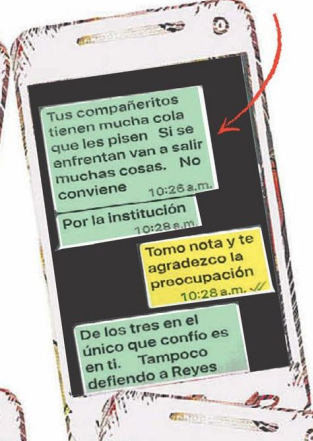 Tus compañeritos
tienen mucha cola
que les pisen Si se
enfrentan van a salir
muchas cosas. No
conviene 10:26 a.m.
Por la institución
10:28 a.m
Tomo nota y te
agradezco la
preocupación
10:28 a.m.
De los tres en el
único que confío es
en ti. Tampoco
defiendo a Reyes